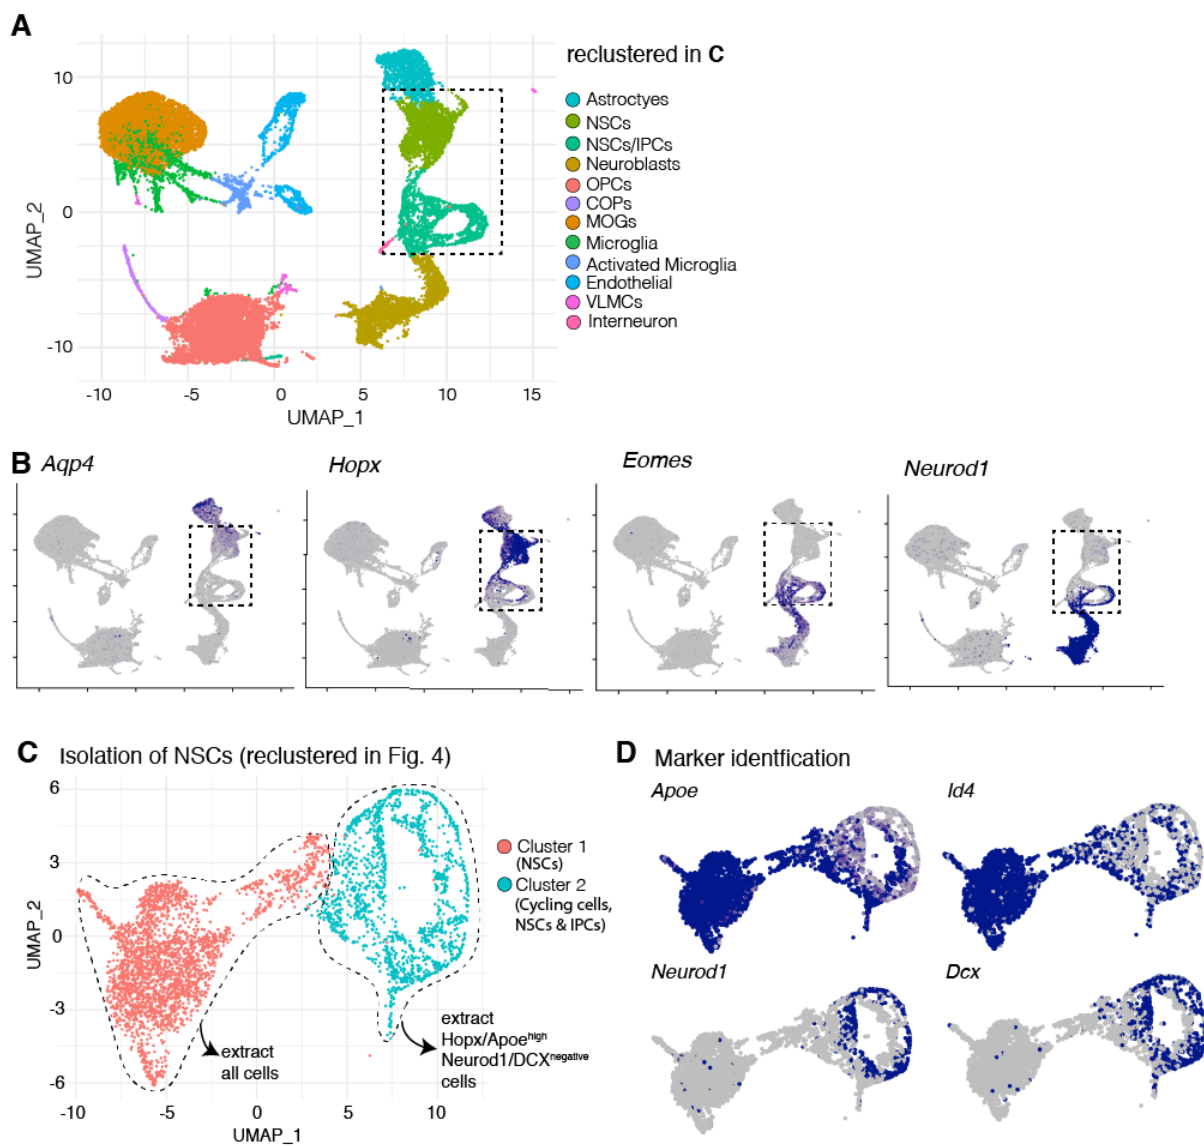 A
reclustered in C
10
0
-10
UMAP_2
-10
-5
0
5
10
15
UMAP_1
Astroctyes
NSCs
NSCs/IPCs
Neuroblasts
OPCs
COPs
MOGs
Microglia
Activated Microglia
Endothelial
VLMCs
Interneuron
B
Aqp4
Hopx
Eomes
Neurod1
C Isolation of NSCs (reclustered in Fig. 4)
6
3
0
-3
-6
UMAP_2
-10
-5
0
5
10
UMAP_1
Cluster 1
(NSCs)
Cluster 2
(Cycling cells,
NSCs & IPCs)
extract
all cells
extract
Hopx/Apoehigh
Neurod1/DCXnegative
cells
D Marker identfication
Apoe
Id4
Neurod1
Dcx